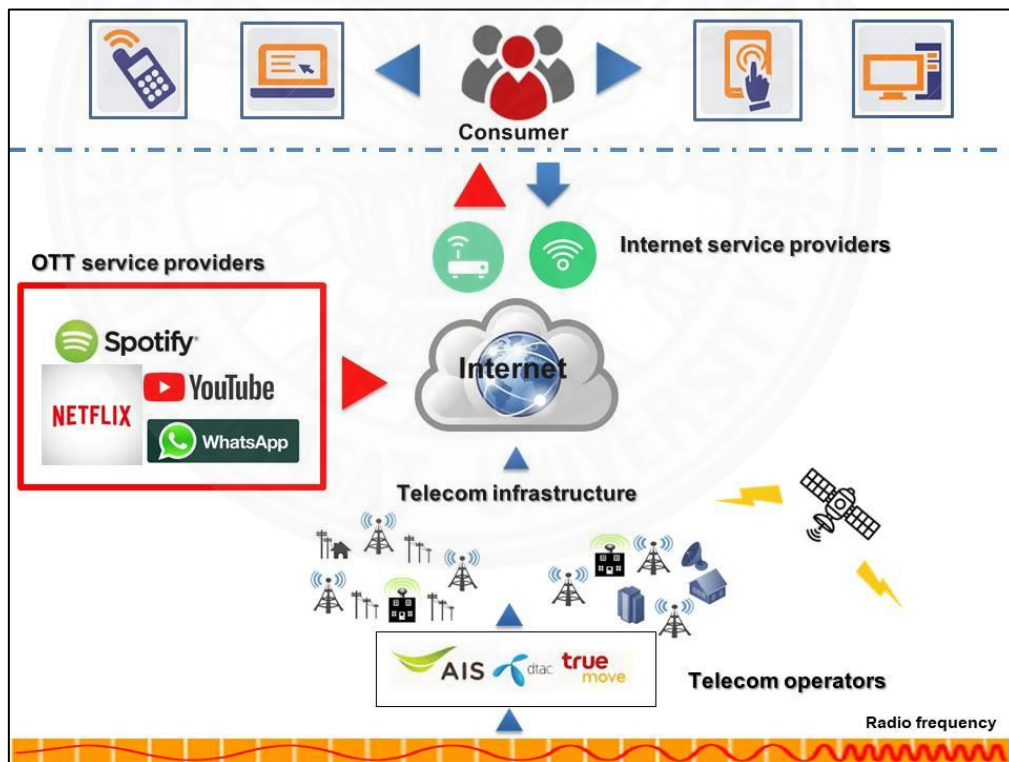 Consumer
Internet service providers
OTT service providers
Spotify
NETFLIX
YouTube
WhatsApp
Internet
Telecom infrastructure
AIS
dtac
true
move
Telecom operators
Radio frequency